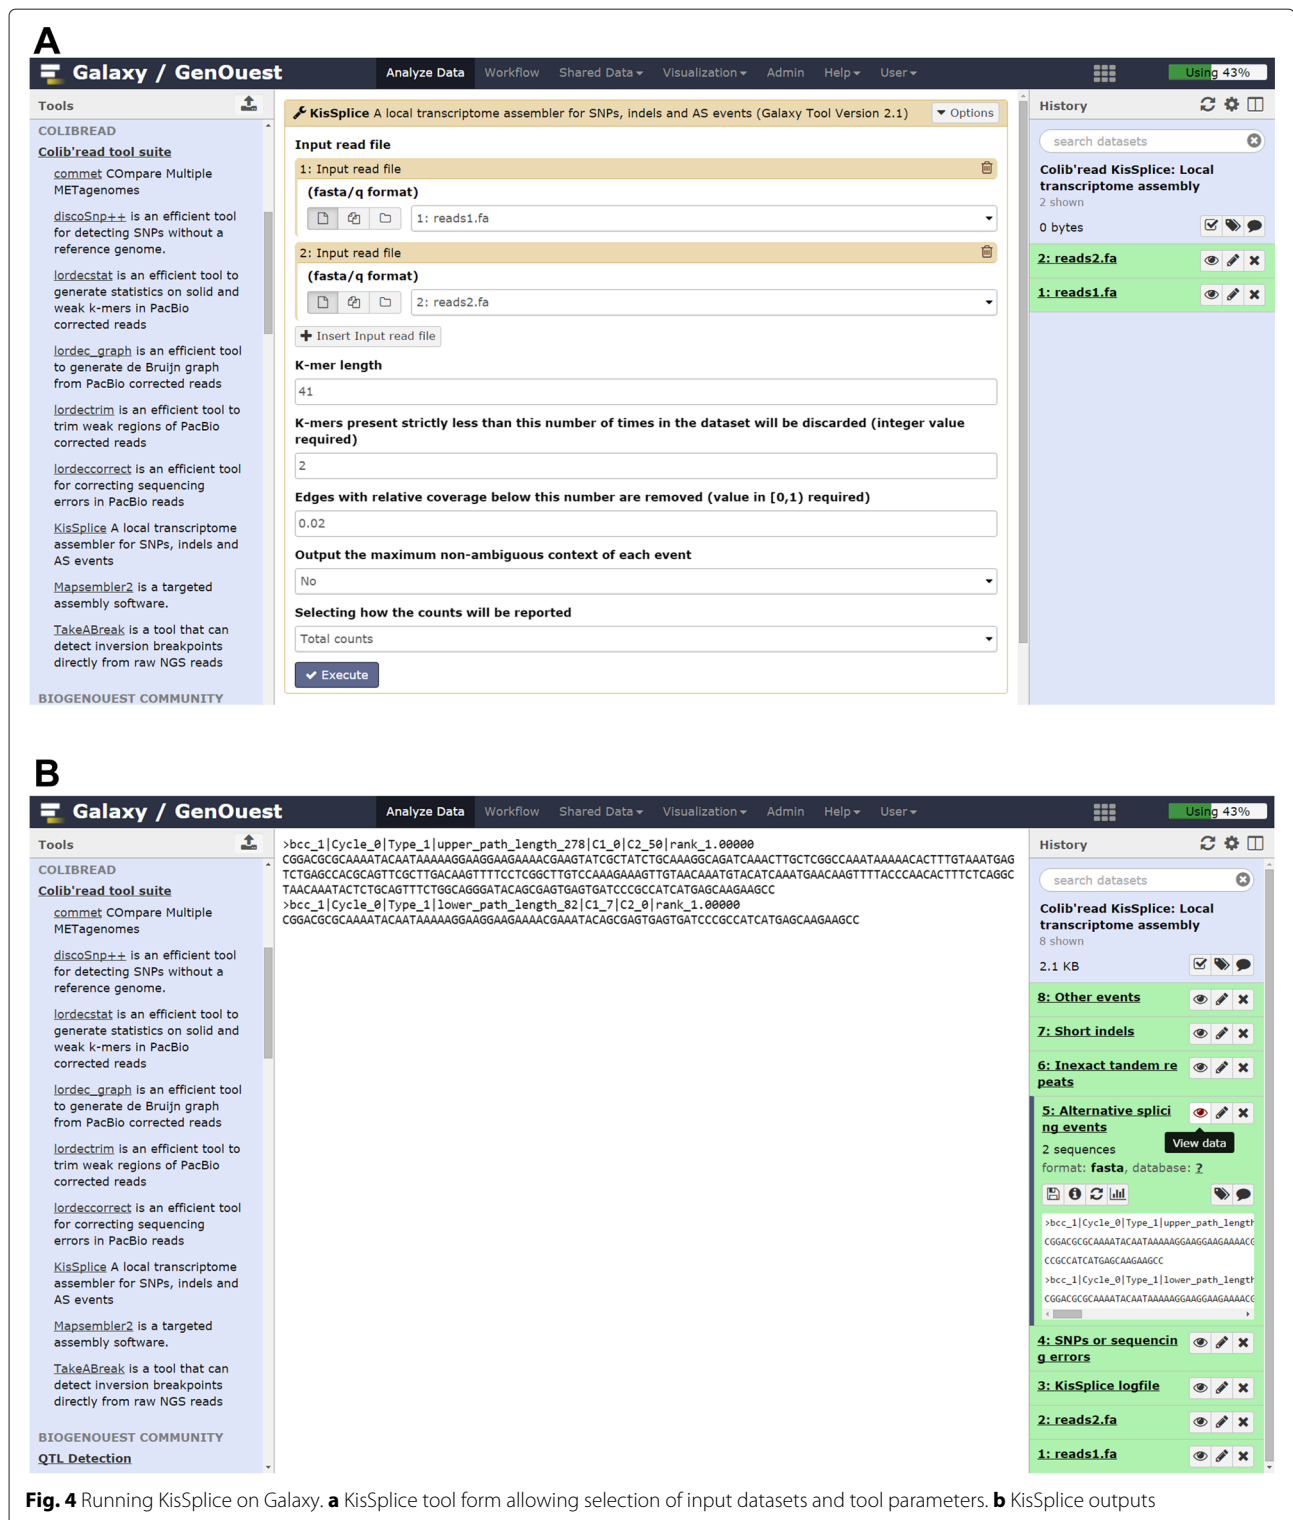 A
Galaxy / GenOuest
Analyze Data Workflow Shared Data Visualization Admin Help User
Using 43%
Tools
COLIBREAD
Colib'read tool suite
commet COmpare Multiple
METagenomes
discoSnp++ is an efficient tool
for detecting SNPs without a
reference genome.
lordecstat is an efficient tool to
generate statistics on solid and
weak k-mers in PacBio
corrected reads
lordec_graph is an efficient tool
to generate de Bruijn graph
from PacBio corrected reads
lordectrim is an efficient tool to
trim weak regions of PacBio
corrected reads
lordeccorrect is an efficient tool
for correcting sequencing
errors in PacBio reads
KisSplice A local transcriptome
assembler for SNPs, indels and
AS events
Mapsembler2 is a targeted
assembly software.
TakeABreak is a tool that can
detect inversion breakpoints
directly from raw NGS reads
BIOGENOUEST COMMUNITY
KisSplice A local transcriptome assembler for SNPs, indels and AS events (Galaxy Tool Version 2.1)
Options
Input read file
1: Input read file
(fasta/q format)
1: reads1.fa
2: Input read file
(fasta/q format)
2: reads2.fa
Insert Input read file
K-mer length
41
K-mers present strictly less than this number of times in the dataset will be discarded (integer value
required)
2
Edges with relative coverage below this number are removed (value in [0,1) required)
0.02
Output the maximum non-ambiguous context of each event
No
Selecting how the counts will be reported
Total counts
Execute
History
search datasets
Colib'read KisSplice: Local
transcriptome assembly
2 shown
0 bytes
2: reads2.fa
1: reads1.fa
B
Galaxy / GenOuest
Analyze Data Workflow Shared Data Visualization Admin Help User
Using 43%
Tools
COLIBREAD
Colib'read tool suite
commet COmpare Multiple
METagenomes
discoSnp++ is an efficient tool
for detecting SNPs without a
reference genome.
lordecstat is an efficient tool to
generate statistics on solid and
weak k-mers in PacBio
corrected reads
lordec_graph is an efficient tool
to generate de Bruijn graph
from PacBio corrected reads
lordectrim is an efficient tool to
trim weak regions of PacBio
corrected reads
lordeccorrect is an efficient tool
for correcting sequencing
errors in PacBio reads
KisSplice A local transcriptome
assembler for SNPs, indels and
AS events
Mapsembler2 is a targeted
assembly software.
TakeABreak is a tool that can
detect inversion breakpoints
directly from raw NGS reads
BIOGENOUEST COMMUNITY
QTL Detection
>bcc_1|Cycle_0|Type_1|upper_path_length_278|C1_0|C2_50|rank_1.00000
CGGACGCGCAAAATACAATAAAAAGGAAGGAAGAAAACGAAGTATCGCTATCTGCAAAGGCAGATCAAACTTGCTCGGCCAAATAAAAACACTTTGTAAATGAG
TCTGAGCCACGCAGTTCGCTTGACAAGTTTTCCTCGGCTTGTCCAAAGAAAGTTGTAACAAATGTACATCAAATGAACAAGTTTTACCCAACACTTTCTCAGGC
TAACAAATACTCTGCAGTTTCTGGCAGGGATACAGCGAGTGAGTGATCCCGCCATCATGAGCAAGAAGCC
>bcc_1|Cycle_0|Type_1|lower_path_length_82|C1_7|C2_0|rank_1.00000
CGGACGCGCAAAATACAATAAAAAGGAAGGAAGAAAACGAAATACAGCGAGTGAGTGATCCCGCCATCATGAGCAAGAAGCC
History
search datasets
Colib'read KisSplice: Local
transcriptome assembly
8 shown
2.1 KB
8: Other events
7: Short indels
6: Inexact tandem re
peats
5: Alternative splici
ng events
View data
2 sequences
format: fasta, database: ?
>bcc_1|Cycle_0|Type_1|upper_path_length
CGGACGCGCAAAATACAATAAAAAGGAAGGAAGAAAACG
CCGCCATCATGAGCAAGAAGCC
>bcc_1|Cycle_0|Type_1|lower_path_length
CGGACGCGCAAAATACAATAAAAAGGAAGGAAGAAAACG
4: SNPs or sequencin
g errors
3: KisSplice logfile
2: reads2.fa
1: reads1.fa
Fig. 4 Running KisSplice on Galaxy. a KisSplice tool form allowing selection of input datasets and tool parameters. b KisSplice outputs